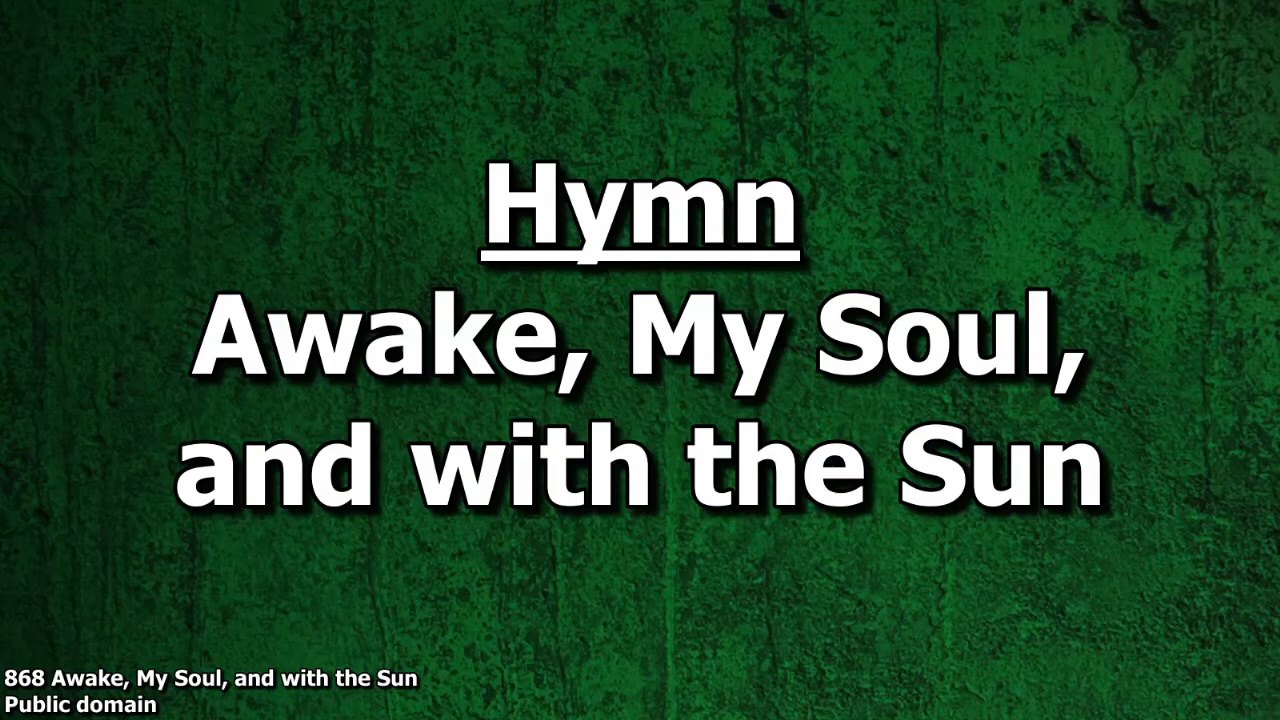 Hymn
Awake, My Soul,
and with the Sun
868 Awake, My Soul, and with the Sun
Public domain